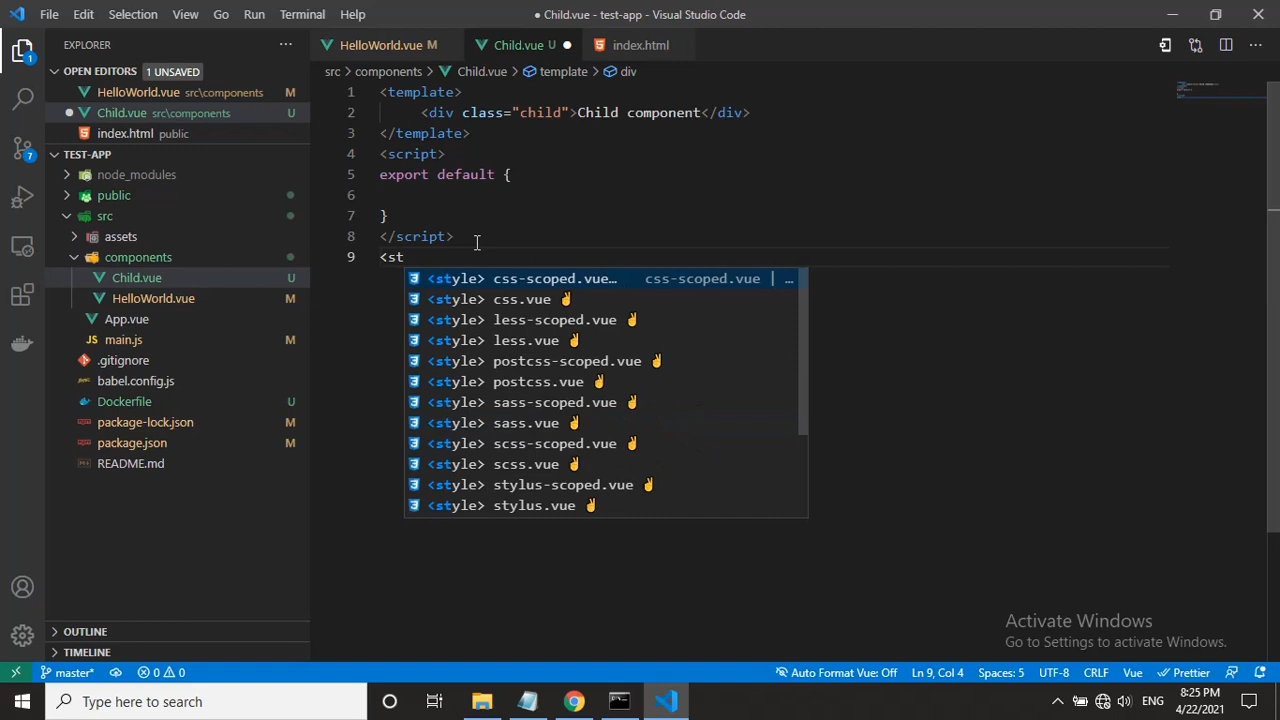 File Edit Selection View Go Run Terminal Help
● Child.vue - test-app - Visual Studio Code
EXPLORER
OPEN EDITORS 1 UNSAVED
HelloWorld.vue src\components M
Child.vue src\components U
index.html public
TEST-APP
node_modules
public
src
assets
components
Child.vue U
HelloWorld.vue M
App.vue
JS main.js M
.gitignore
babel.config.js
Dockerfile U
package-lock.json M
package.json M
README.md
OUTLINE
TIMELINE
1
7
HelloWorld.vue M
Child.vue U ●
index.html
src > components > Child.vue > template > div
1 <template>
2 <div class="child">Child component</div>
3 </template>
4 <script>
5 export default {
6
7 }
8 </script>
9 <st
<style> css-scoped.vue… css-scoped.vue | …
<style> css.vue ✌
<style> less-scoped.vue ✌
<style> less.vue ✌
<style> postcss-scoped.vue ✌
<style> postcss.vue ✌
<style> sass-scoped.vue ✌
<style> sass.vue ✌
<style> scss-scoped.vue ✌
<style> scss.vue ✌
<style> stylus-scoped.vue ✌
<style> stylus.vue ✌
Activate Windows
Go to Settings to activate Windows.
master* 0 0
Auto Format Vue: Off Ln 9, Col 4 Spaces: 5 UTF-8 CRLF Vue Prettier
Type here to search
ENG
8:25 PM
4/22/2021